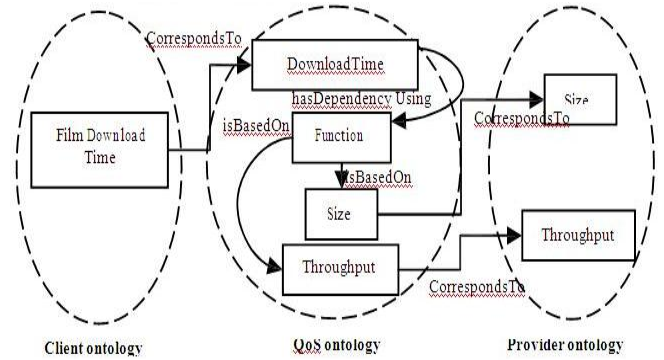 CorrespondsTo
DownloadTime
hasDependency Using
Film Download
Time
isBasedOn
Function
Size
CorrespondsTo
isBasedOn
Size
Throughput
Throughput
CorrespondsTo
Client ontology
QoS ontology
Provider ontology